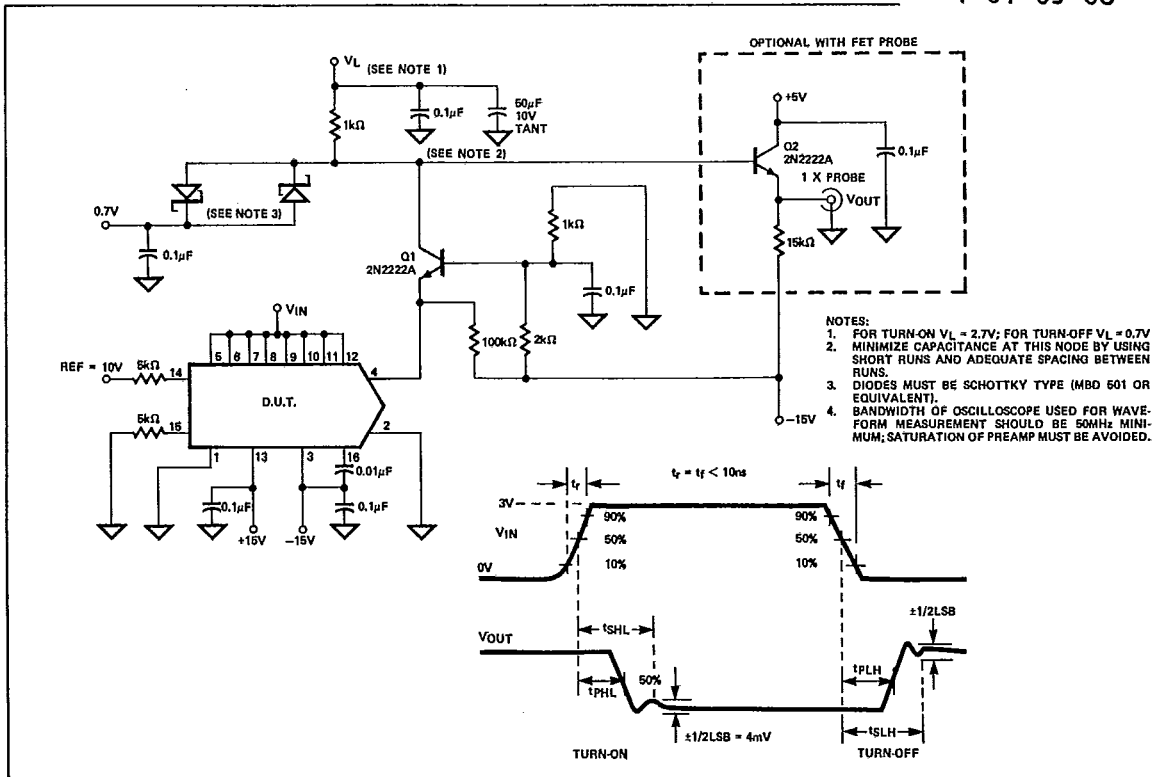 OPTIONAL WITH FET PROBE
VL (SEE NOTE 1)
1kΩ
0.1µF
50µF
10V
TANT
(SEE NOTE 2)
+5V
Q2
2N2222A
0.1µF
1 X PROBE
VOUT
15kΩ
0.7V
(SEE NOTE 3)
0.1µF
Q1
2N2222A
1kΩ
0.1µF
100kΩ
2kΩ
-15V
VIN
5 6 7 8 9 10 11 12
REF = 10V
5kΩ
14
4
D.U.T.
5kΩ
15
2
1
13
3
16
0.01µF
0.1µF
0.1µF
+15V
-15V
NOTES:
1. FOR TURN-ON VL = 2.7V; FOR TURN-OFF VL = 0.7V
2. MINIMIZE CAPACITANCE AT THIS NODE BY USING
SHORT RUNS AND ADEQUATE SPACING BETWEEN
RUNS.
3. DIODES MUST BE SCHOTTKY TYPE (MBD 501 OR
EQUIVALENT).
4. BANDWIDTH OF OSCILLOSCOPE USED FOR WAVE-
FORM MEASUREMENT SHOULD BE 50MHz MINI-
MUM; SATURATION OF PREAMP MUST BE AVOIDED.
tr
tr = tf < 10ns
tf
3V
90%
90%
VIN
50%
50%
10%
10%
0V
±1/2LSB
VOUT
tSHL
tPHL
50%
tPLH
±1/2LSB = 4mV
tSLH
TURN-ON
TURN-OFF